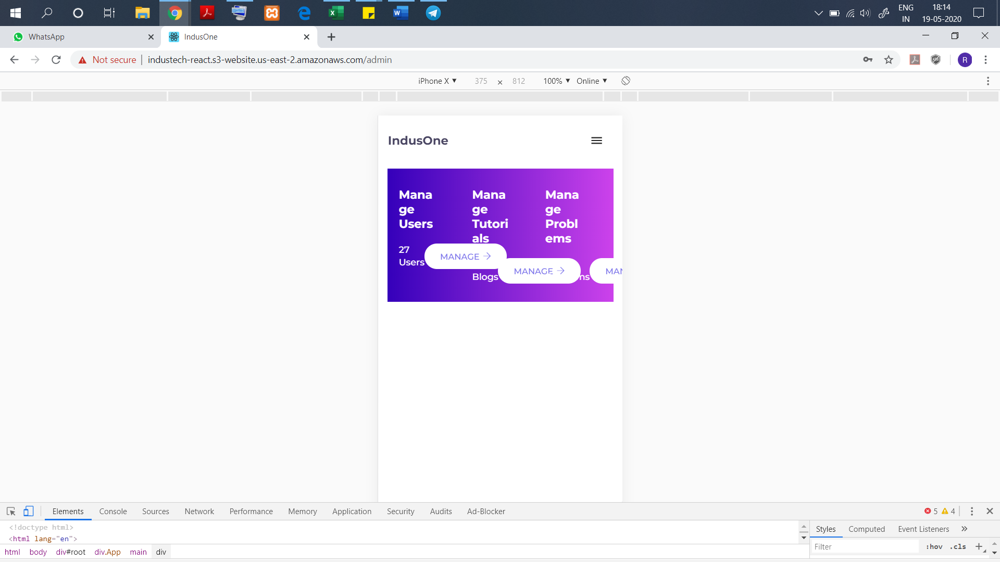 ENG
IN
18:14
19-05-2020
WhatsApp
IndusOne
Not secure
industech-react.s3-website.us-east-2.amazonaws.com/admin
R
iPhone X
375
×
812
100%
Online
IndusOne
Mana
ge
Users
27
Users
MANAGE
Mana
ge
Tutori
als
Blogs
MANAGE
Mana
ge
Probl
ems
ms
MAN
Elements
Console
Sources
Network
Performance
Memory
Application
Security
Audits
Ad-Blocker
5
4
<!doctype html>
<html lang="en">
html
body
div#root
div.App
main
div
Styles
Computed
Event Listeners
»
Filter
:hov
.cls
+